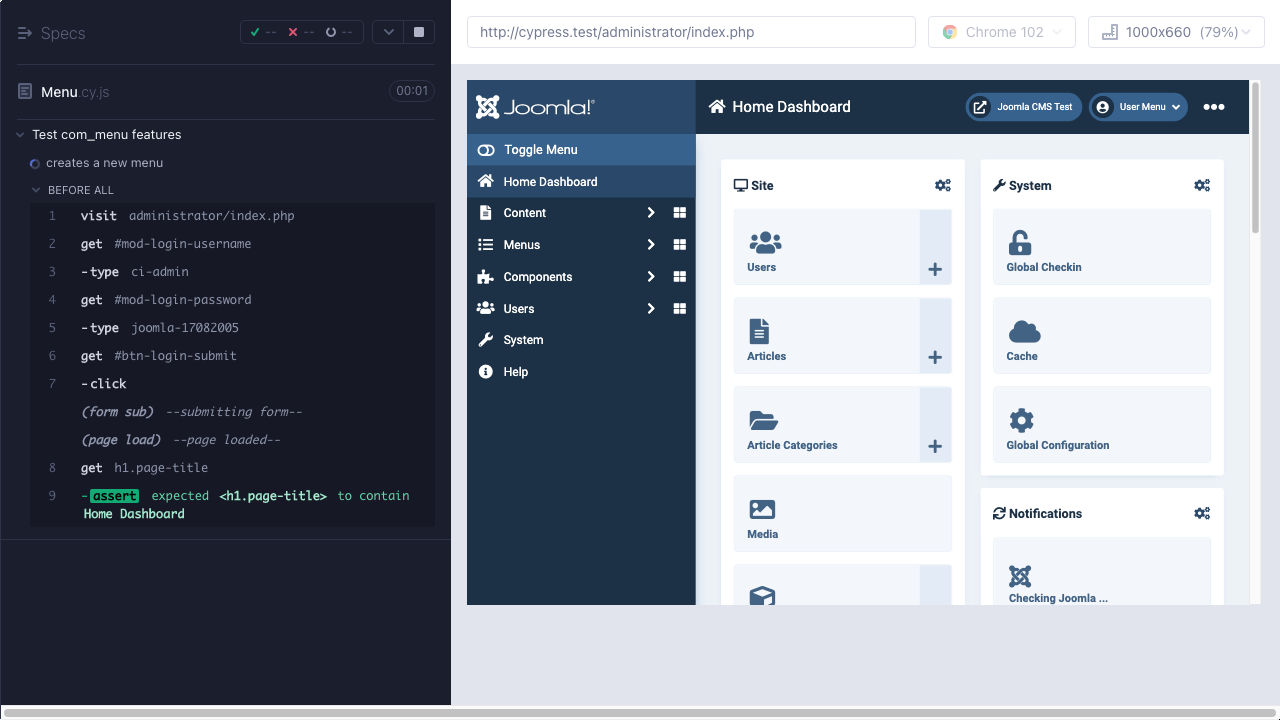 Specs
-- -- --
Menu.cy.js
00:01
Test com_menu features
creates a new menu
BEFORE ALL
1 visit administrator/index.php
2 get #mod-login-username
3 -type ci-admin
4 get #mod-login-password
5 -type joomla-17082005
6 get #btn-login-submit
7 -click
(form sub) --submitting form--
(page load) --page loaded--
8 get h1.page-title
9 -assert expected <h1.page-title> to contain
Home Dashboard
http://cypress.test/administrator/index.php
Chrome 102
1000x660 (79%)
Joomla!®
Home Dashboard
Joomla CMS Test
User Menu
Toggle Menu
Home Dashboard
Content
Menus
Components
Users
System
Help
Site
Users
Articles
Article Categories
Media
System
Global Checkin
Cache
Global Configuration
Notifications
Checking Joomla ...